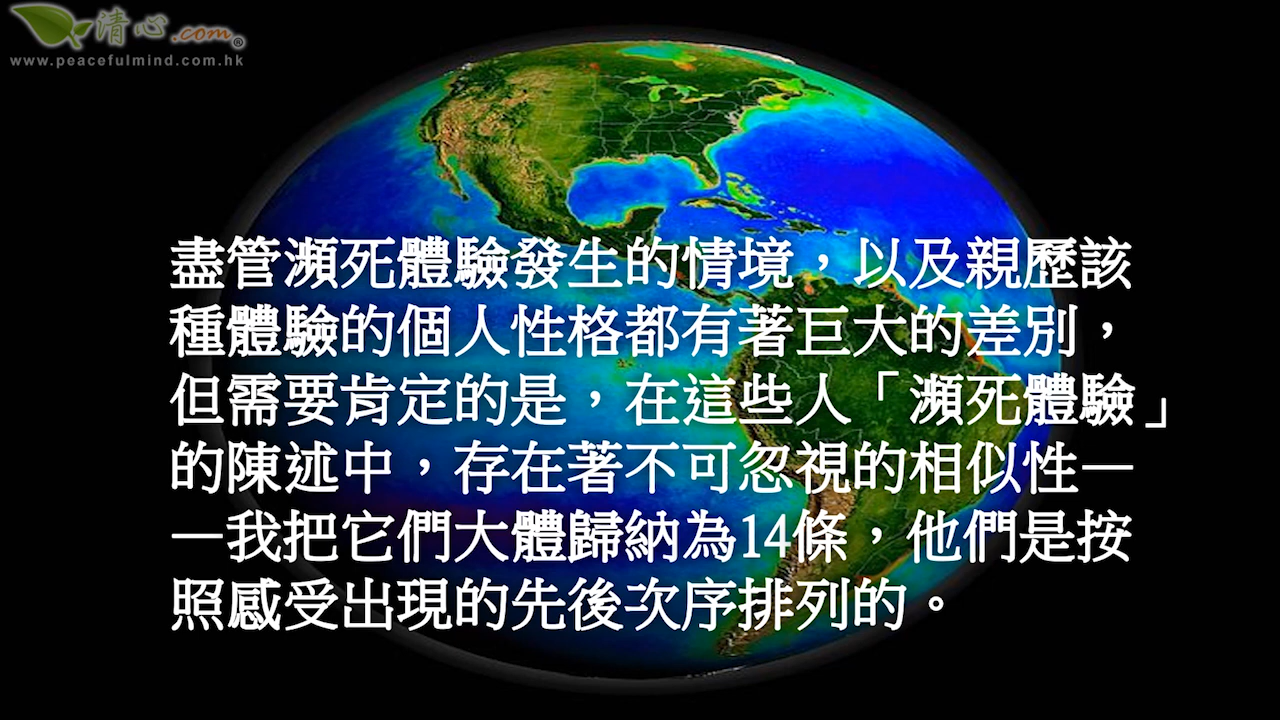 清心.com®
www.peacefulmind.com.hk
盡管瀕死體驗發生的情境，以及親歷該
種體驗的個人性格都有著巨大的差別，
但需要肯定的是，在這些人「瀕死體驗」
的陳述中，存在著不可忽視的相似性—
—我把它們大體歸納為14條，他們是按
照感受出現的先後次序排列的。